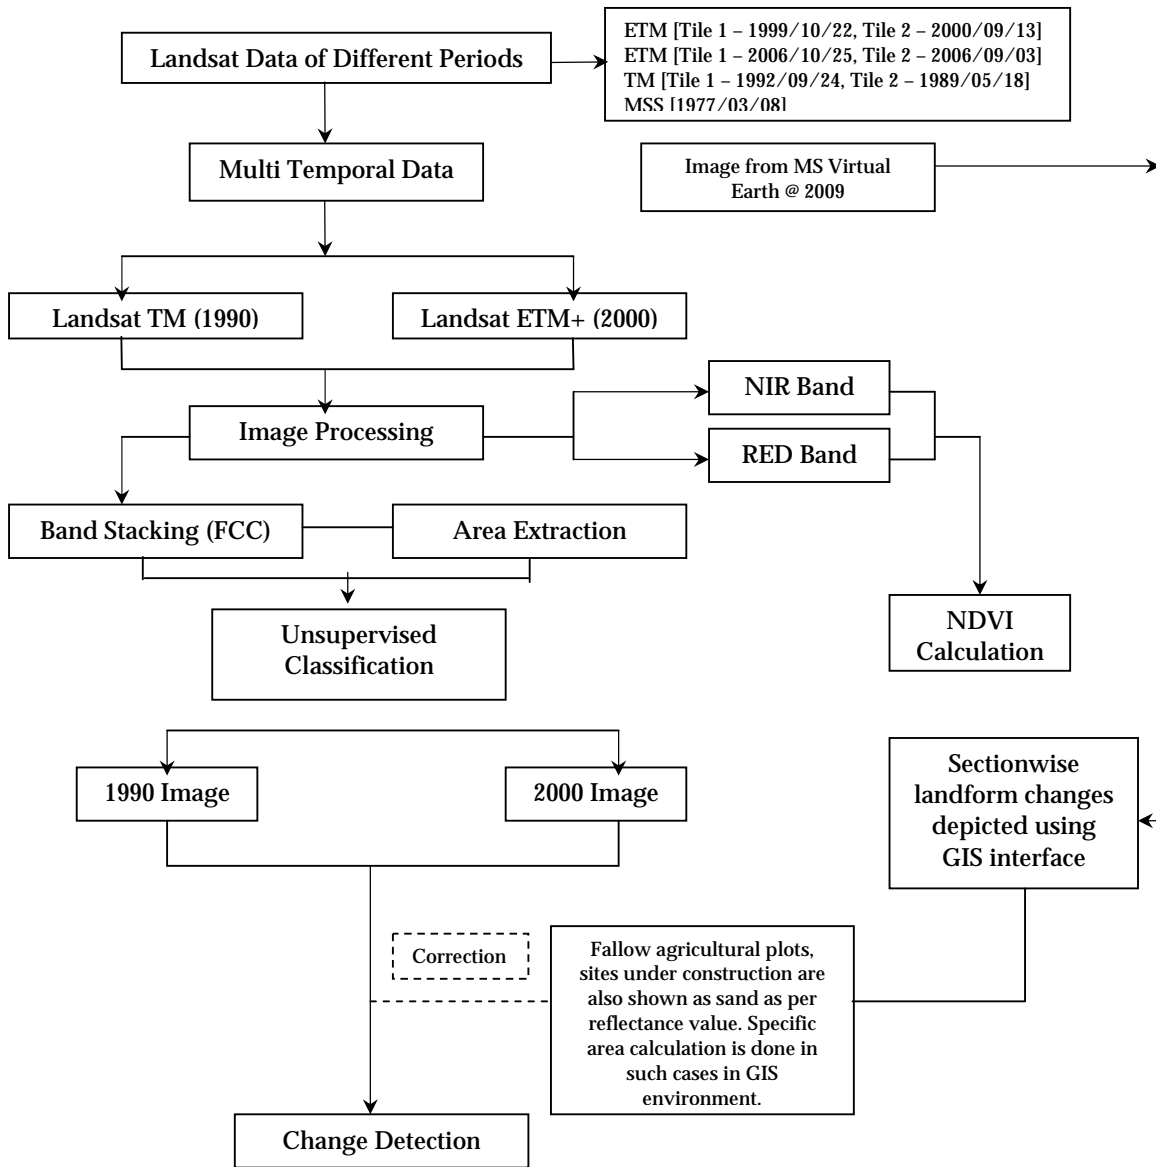 Landsat Data of Different Periods
ETM [Tile 1 – 1999/10/22, Tile 2 – 2000/09/13]
ETM [Tile 1 – 2006/10/25, Tile 2 – 2006/09/03]
TM [Tile 1 – 1992/09/24, Tile 2 – 1989/05/18]
MSS [1977/03/08]
Multi Temporal Data
Image from MS Virtual
Earth @ 2009
Landsat TM (1990)
Landsat ETM+ (2000)
NIR Band
Image Processing
RED Band
Band Stacking (FCC)
Area Extraction
Unsupervised
Classification
NDVI
Calculation
1990 Image
2000 Image
Sectionwise
landform changes
depicted using
GIS interface
Correction
Fallow agricultural plots,
sites under construction are
also shown as sand as per
reflectance value. Specific
area calculation is done in
such cases in GIS
environment.
Change Detection